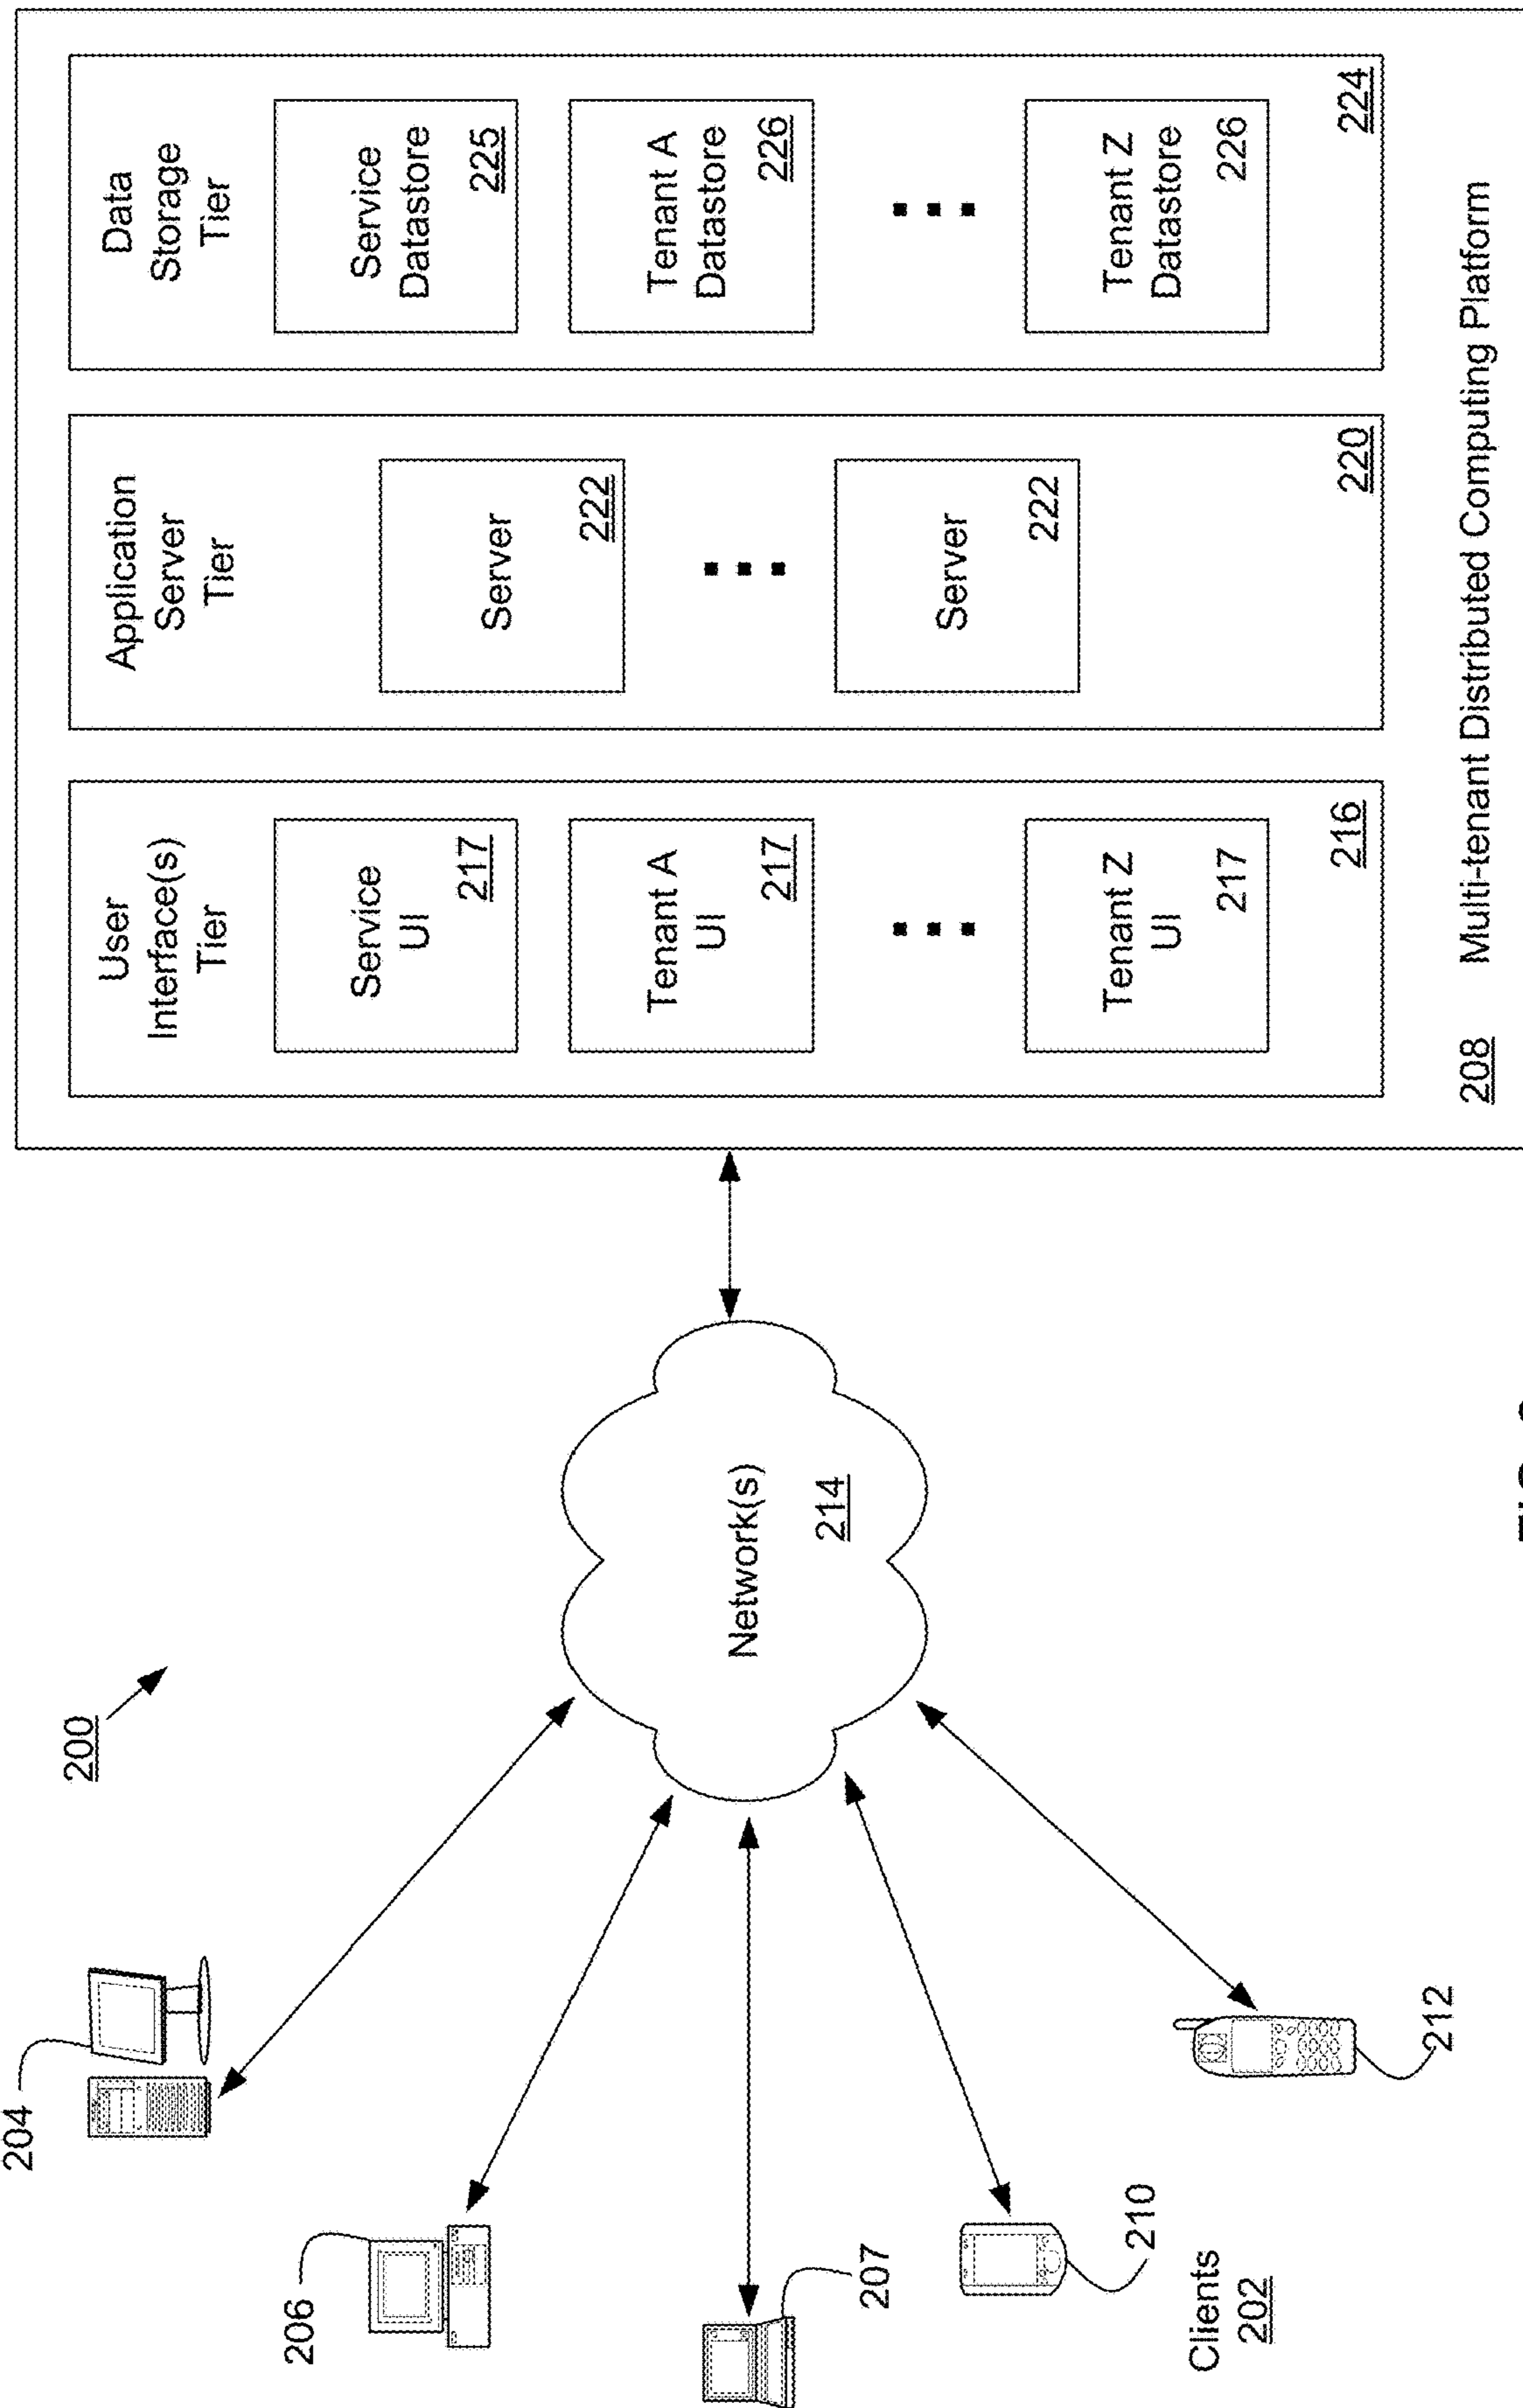 200
204
206
207
210
212
Clients
202
Network(s)
214
User
Interface(s)
Tier
Service
UI
217
Tenant A
UI
217
Tenant Z
UI
217
216
Application
Server
Tier
Server
222
Server
222
220
Data
Storage
Tier
Service
Datastore
225
Tenant A
Datastore
226
Tenant Z
Datastore
226
224
208 Multi-tenant Distributed Computing Platform